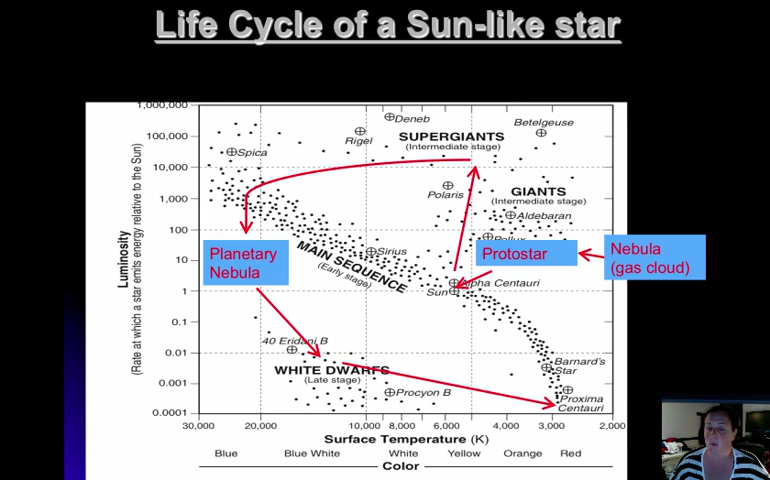 Life Cycle of a Sun-like star
1,000,000
100,000
10,000
1,000
100
10
1
0.1
0.01
0.001
0.0001
Luminosity
(Rate at which a star emits energy relative to the Sun)
Deneb
Rigel
Betelgeuse
SUPERGIANTS
(Intermediate stage)
Spica
Polaris
GIANTS
(Intermediate stage)
Aldebaran
Pollux
Planetary
Nebula
Sirius
MAIN SEQUENCE
(Early stage)
Protostar
Nebula
(gas cloud)
Alpha Centauri
Sun
40 Eridani B
WHITE DWARFS
(Late stage)
Procyon B
Barnard's
Star
Proxima
Centauri
30,000 20,000 10,000 8,000 6,000 4,000 3,000 2,000
Surface Temperature (K)
Blue Blue White White Yellow Orange Red
Color